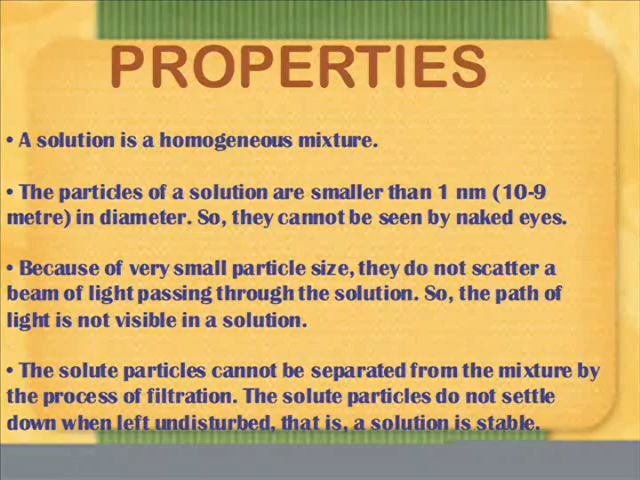 PROPERTIES
• A solution is a homogeneous mixture.
• The particles of a solution are smaller than 1 nm (10-9
metre) in diameter. So, they cannot be seen by naked eyes.
• Because of very small particle size, they do not scatter a
beam of light passing through the solution. So, the path of
light is not visible in a solution.
• The solute particles cannot be separated from the mixture by
the process of filtration. The solute particles do not settle
down when left undisturbed, that is, a solution is stable.